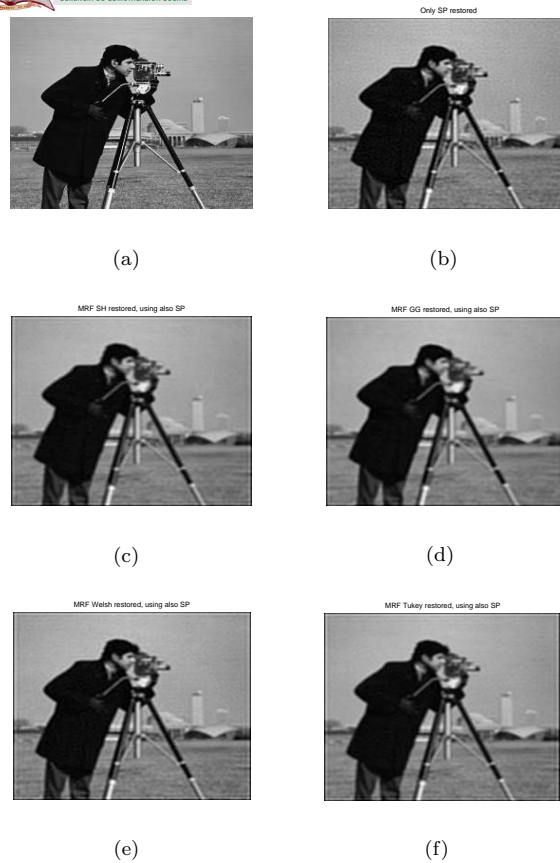 Only SP restored
(a)
(b)
MRF SH restored, using also SP
MRF GG restored, using also SP
(c)
(d)
MRF Welsh restored, using also SP
MRF Tukey restored, using also SP
(e)
(f)